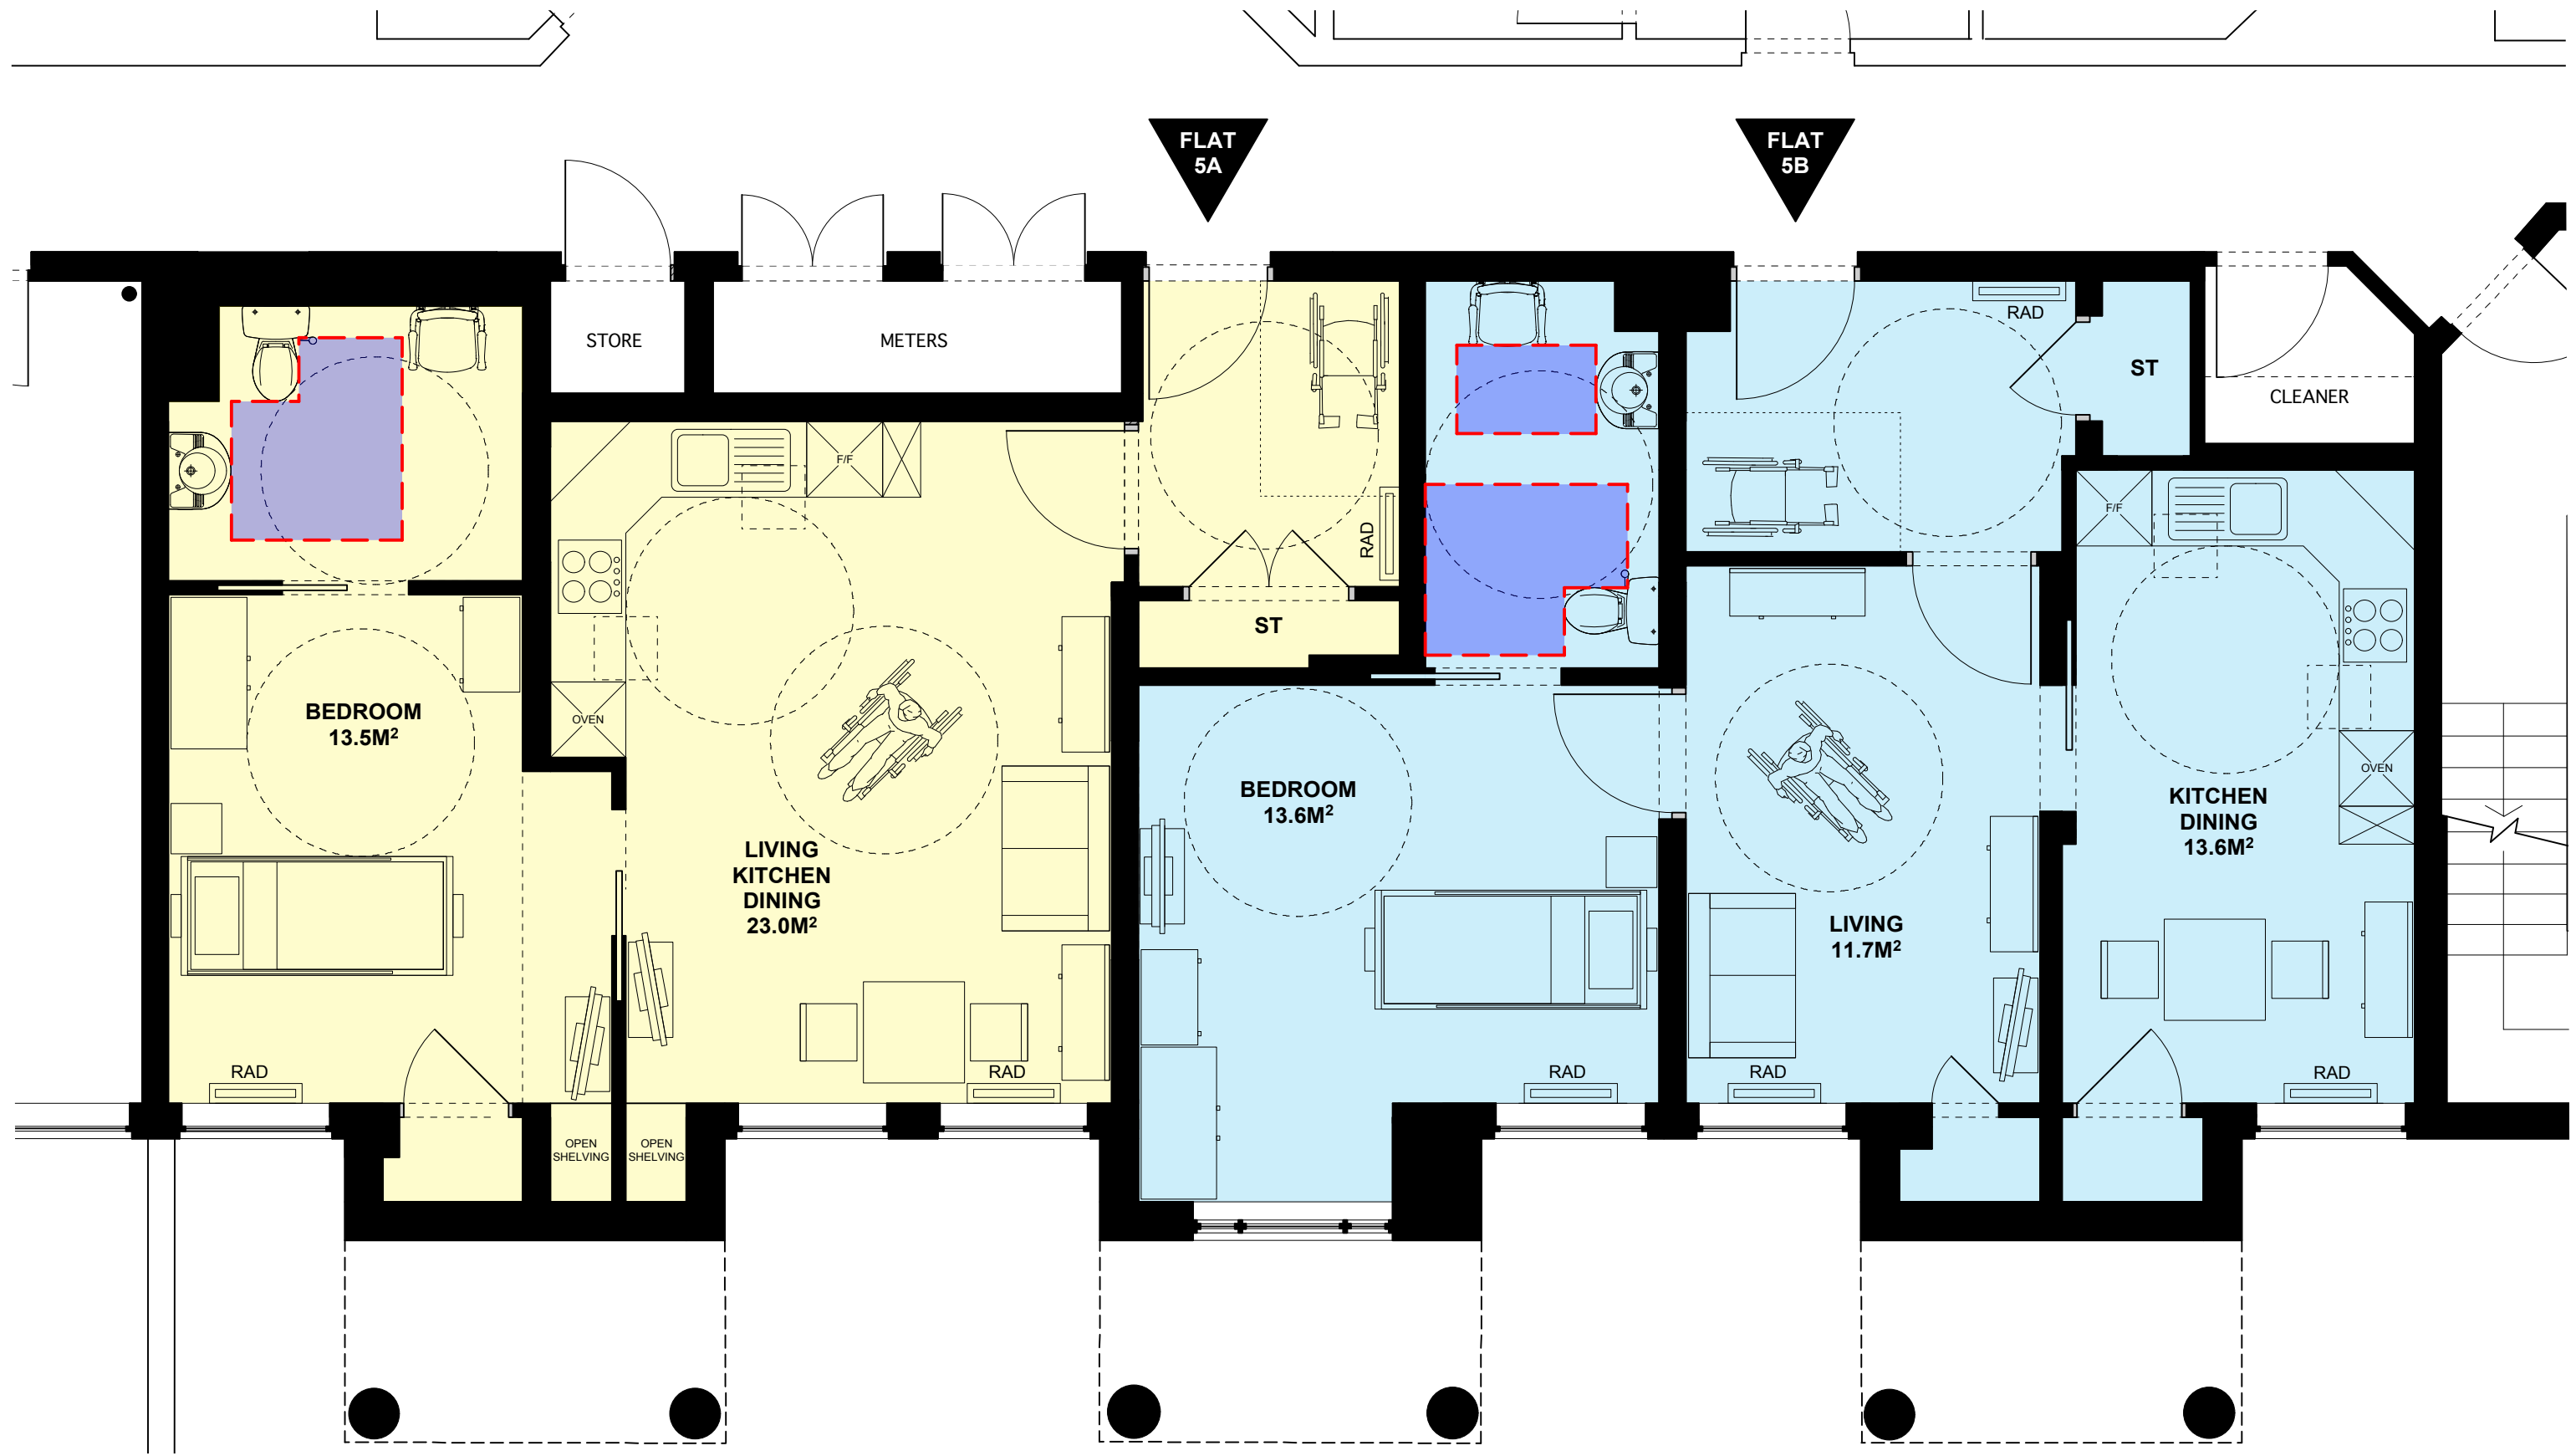 FLAT
5A
FLAT
5B
STORE
METERS
RAD
ST
CLEANER
F/F
RAD
F/F
ST
OVEN
BEDROOM
13.5M²
OVEN
BEDROOM
13.6M²
KITCHEN
DINING
13.6M²
LIVING
KITCHEN
DINING
23.0M²
LIVING
11.7M²
RAD
RAD
RAD
RAD
RAD
OPEN
SHELVING
OPEN
SHELVING